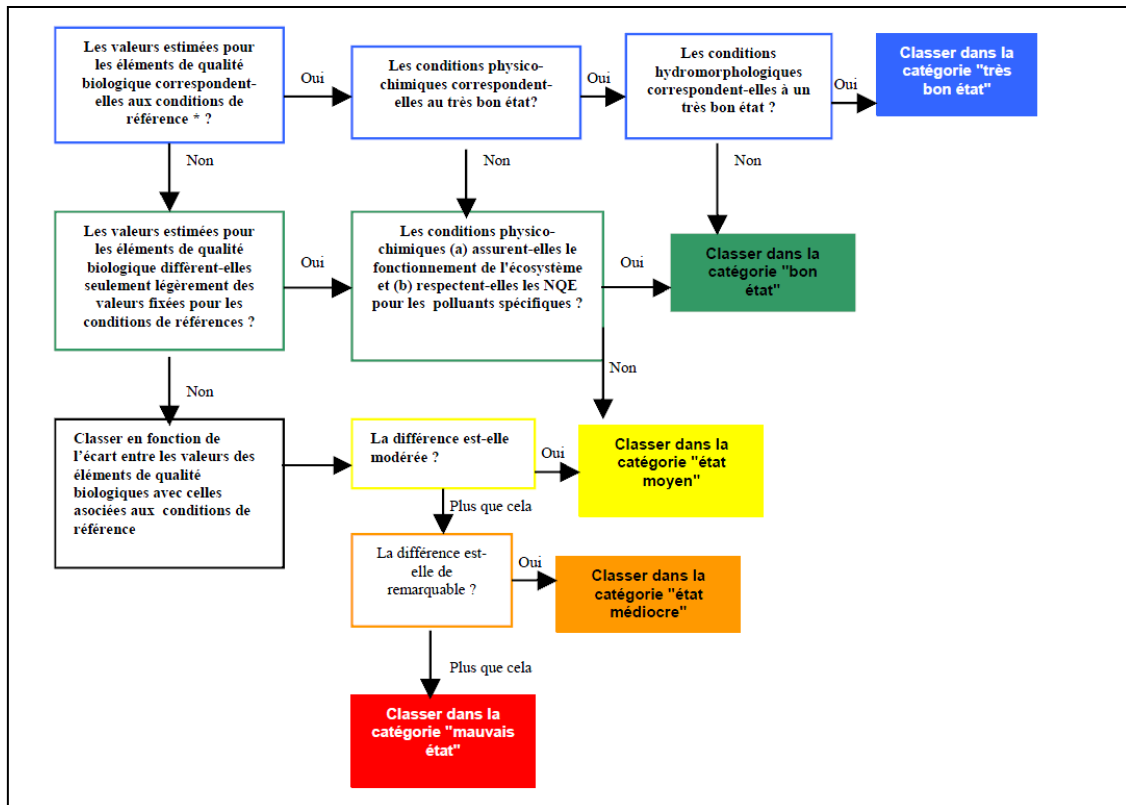 Les valeurs estimées pour
les éléments de qualité
biologique correspondent-
elles aux conditions de
référence * ?
Oui
Les conditions physico-
chimiques correspondent-
elles au très bon état?
Oui
Les conditions
hydromorphologiques
correspondent-elles à un
très bon état ?
Oui
Classer dans la
catégorie "très
bon état"
Non
Non
Non
Les valeurs estimées pour
les éléments de qualité
biologique diffèrent-elles
seulement légèrement des
valeurs fixées pour les
conditions de références ?
Oui
Les conditions physico-
chimiques (a) assurent-elles le
fonctionnement de l'écosystème
et (b) respectent-elles les NQE
pour les polluants spécifiques ?
Oui
Classer dans la
catégorie "bon
état"
Non
Non
Classer en fonction de
l'écart entre les valeurs des
éléments de qualité
biologiques avec celles
asociées aux conditions de
référence
La différence est-elle
modérée ?
Oui
Classer dans la
catégorie "état
moyen"
Plus que cela
La différence est-
elle de
remarquable ?
Oui
Classer dans la
catégorie "état
médiocre"
Plus que cela
Classer dans la
catégorie "mauvais
état"